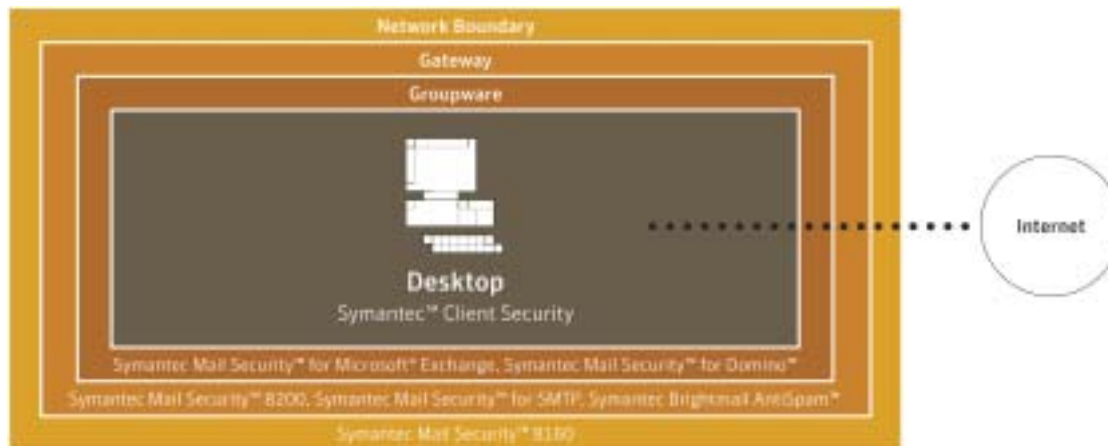 Network Boundary
Gateway
Groupware
Desktop
Symantec™ Client Security
Internet
Symantec Mail Security™ for Microsoft® Exchange, Symantec Mail Security™ for Domino™
Symantec Mail Security™ 8200, Symantec Mail Security™ for SMTP, Symantec Brightmail AntiSpam™
Symantec Mail Security™ 8160